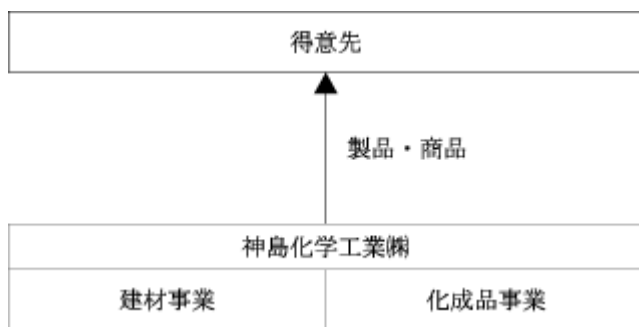 得意先
製品・商品
神島化学工業㈱
建材事業
化成品事業